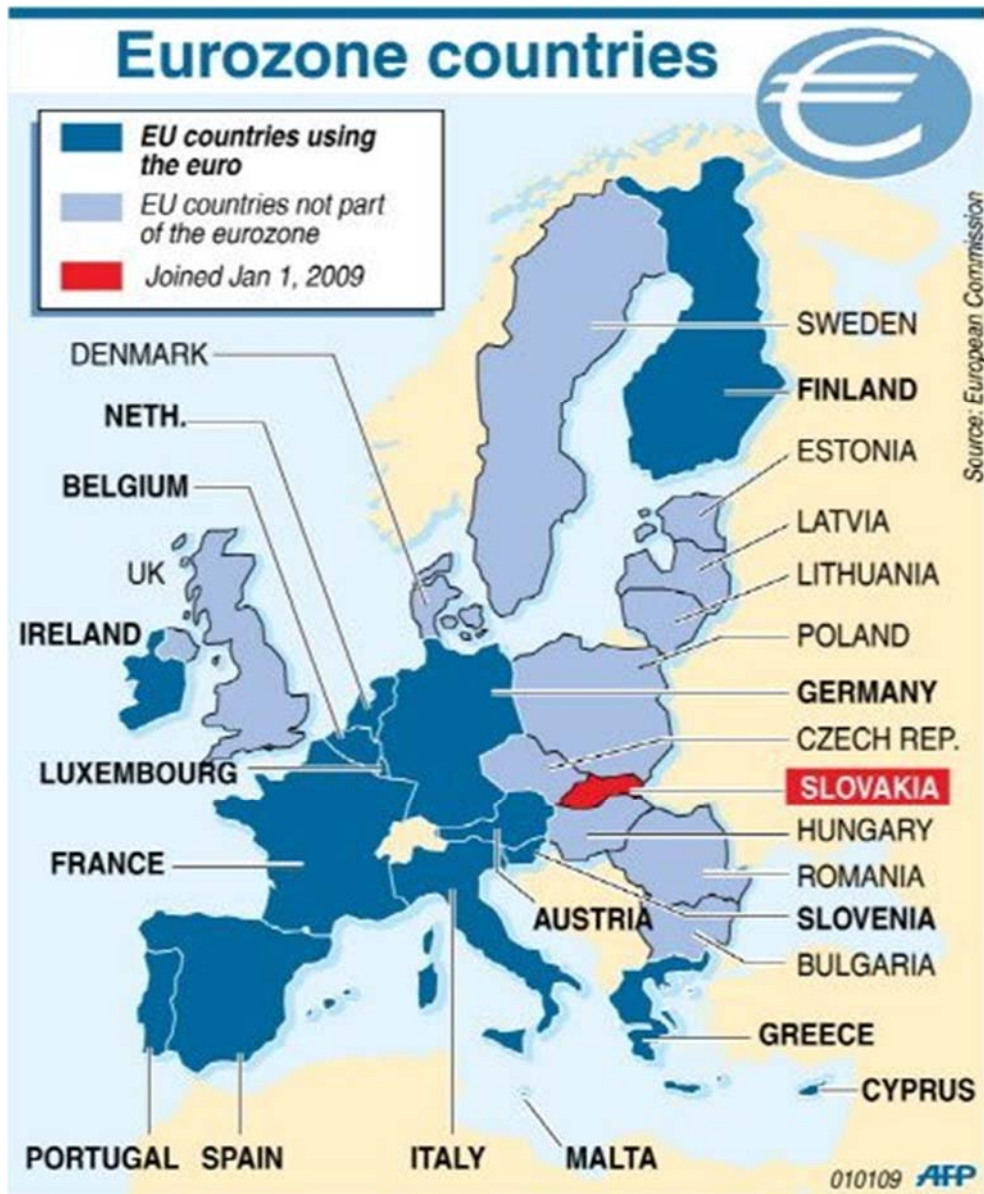 Eurozone countries
€
EU countries using
the euro
EU countries not part
of the eurozone
Joined Jan 1, 2009
Source: European Commission
DENMARK
NETH.
BELGIUM
UK
IRELAND
LUXEMBOURG
FRANCE
SWEDEN
FINLAND
ESTONIA
LATVIA
LITHUANIA
POLAND
GERMANY
CZECH REP.
SLOVAKIA
HUNGARY
ROMANIA
AUSTRIA
SLOVENIA
BULGARIA
GREECE
CYPRUS
PORTUGAL SPAIN ITALY MALTA
010109 AFP